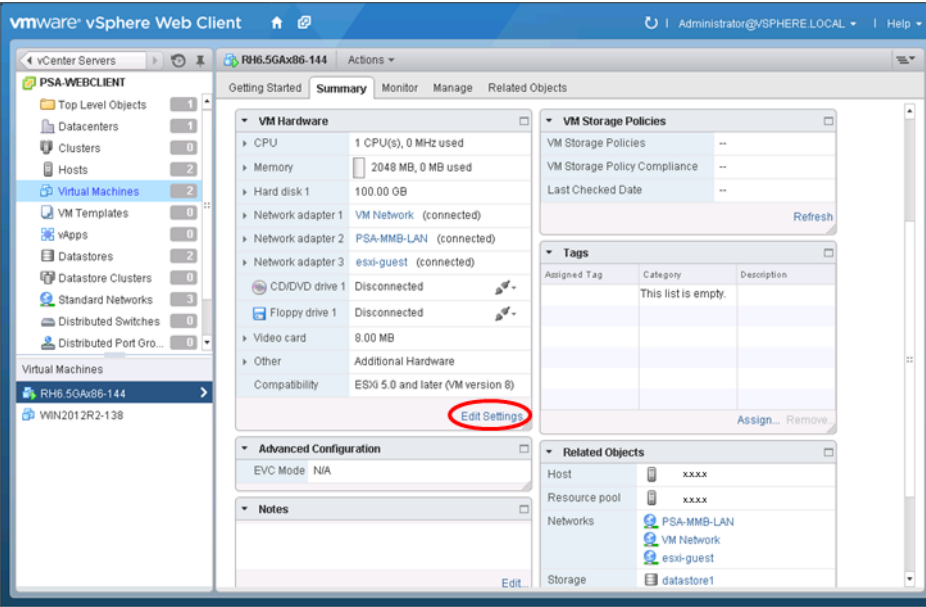 vmware® vSphere Web Client
Administrator@VSPHERE.LOCAL
Help
vCenter Servers
PSA-WEBCLIENT
Top Level Objects 1
Datacenters 1
Clusters 0
Hosts 2
Virtual Machines 2
VM Templates 0
vApps 0
Datastores 2
Datastore Clusters 0
Standard Networks 3
Distributed Switches 0
Distributed Port Gro... 0
Virtual Machines
RH6.5GAx86-144
WIN2012R2-138
RH6.5GAx86-144 Actions
Getting Started Summary Monitor Manage Related Objects
VM Hardware
CPU 1 CPU(s), 0 MHz used
Memory 2048 MB, 0 MB used
Hard disk 1 100.00 GB
Network adapter 1 VM Network (connected)
Network adapter 2 PSA-MMB-LAN (connected)
Network adapter 3 esxi-guest (connected)
CD/DVD drive 1 Disconnected
Floppy drive 1 Disconnected
Video card 8.00 MB
Other Additional Hardware
Compatibility ESXi 5.0 and later (VM version 8)
Edit Settings
Advanced Configuration
EVC Mode N/A
Notes
Edit...
VM Storage Policies
VM Storage Policies --
VM Storage Policy Compliance --
Last Checked Date --
Refresh
Tags
Assigned Tag Category Description
This list is empty.
Assign... Remove
Related Objects
Host xxxx
Resource pool xxxx
Networks PSA-MMB-LAN
VM Network
esxi-guest
Storage datastore1